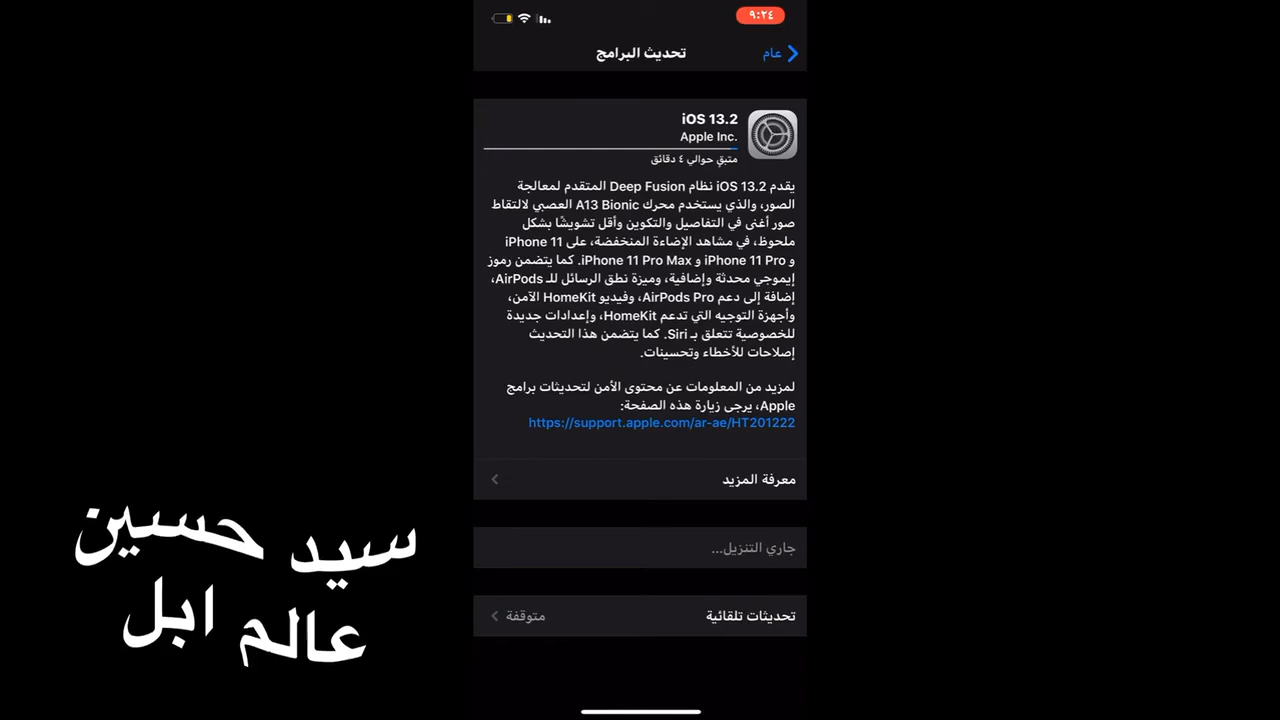 ٩:٢٤
عام
تحديث البرامج
iOS 13.2
Apple Inc.
متبقٍ حوالي ٤ دقائق
يقدم iOS 13.2 نظام Deep Fusion المتقدم لمعالجة
الصور، والذي يستخدم محرك A13 Bionic العصبي لالتقاط
صور أغنى في التفاصيل والتكوين وأقل تشويشًا بشكل
ملحوظ، في مشاهد الإضاءة المنخفضة، على iPhone 11
و iPhone 11 Pro و iPhone 11 Pro Max. كما يتضمن رموز
إيموجي محدثة وإضافية، وميزة نطق الرسائل للـ AirPods،
إضافة إلى دعم AirPods Pro، وفيديو HomeKit الآمن،
وأجهزة التوجيه التي تدعم HomeKit، وإعدادات جديدة
للخصوصية تتعلق بـ Siri. كما يتضمن هذا التحديث
إصلاحات للأخطاء وتحسينات.
لمزيد من المعلومات عن محتوى الأمن لتحديثات برامج
Apple، يرجى زيارة هذه الصفحة:
https://support.apple.com/ar-ae/HT201222
معرفة المزيد
جاري التنزيل...
تحديثات تلقائية
متوقفة
سيد حسين
عالم ابل